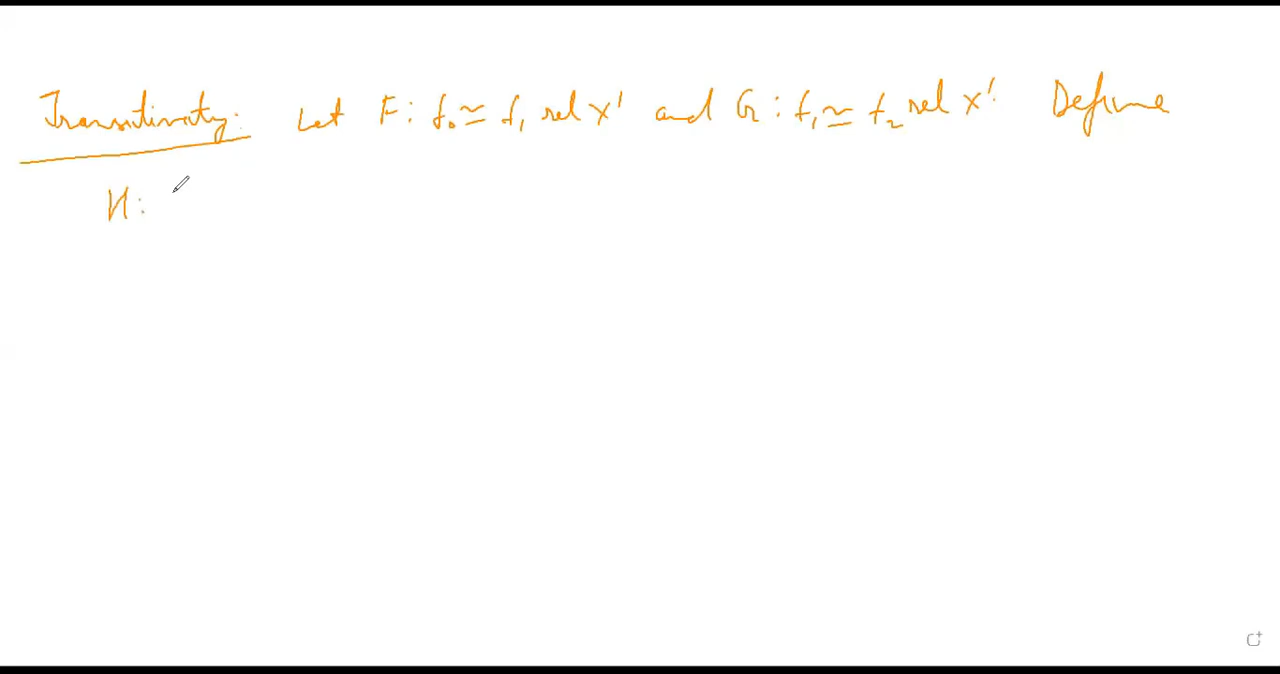 Transitivity: Let F: f₀ ≃ f₁ rel X' and G: f₁ ≃ f₂ rel X'. Define
H: